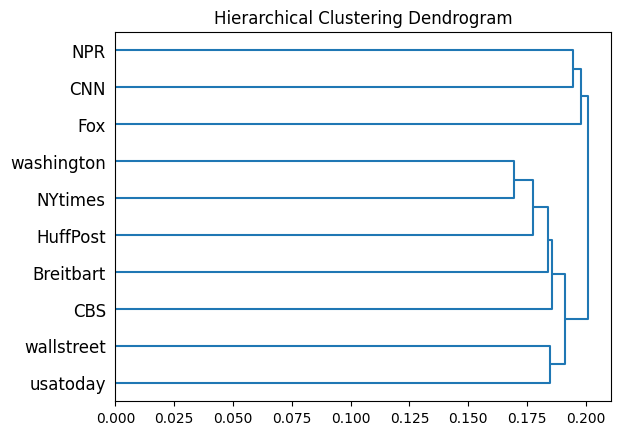 Hierarchical Clustering Dendrogram
NPR
CNN
Fox
washington
NYtimes
HuffPost
Breitbart
CBS
wallstreet
usatoday
0.000 0.025 0.050 0.075 0.100 0.125 0.150 0.175 0.200